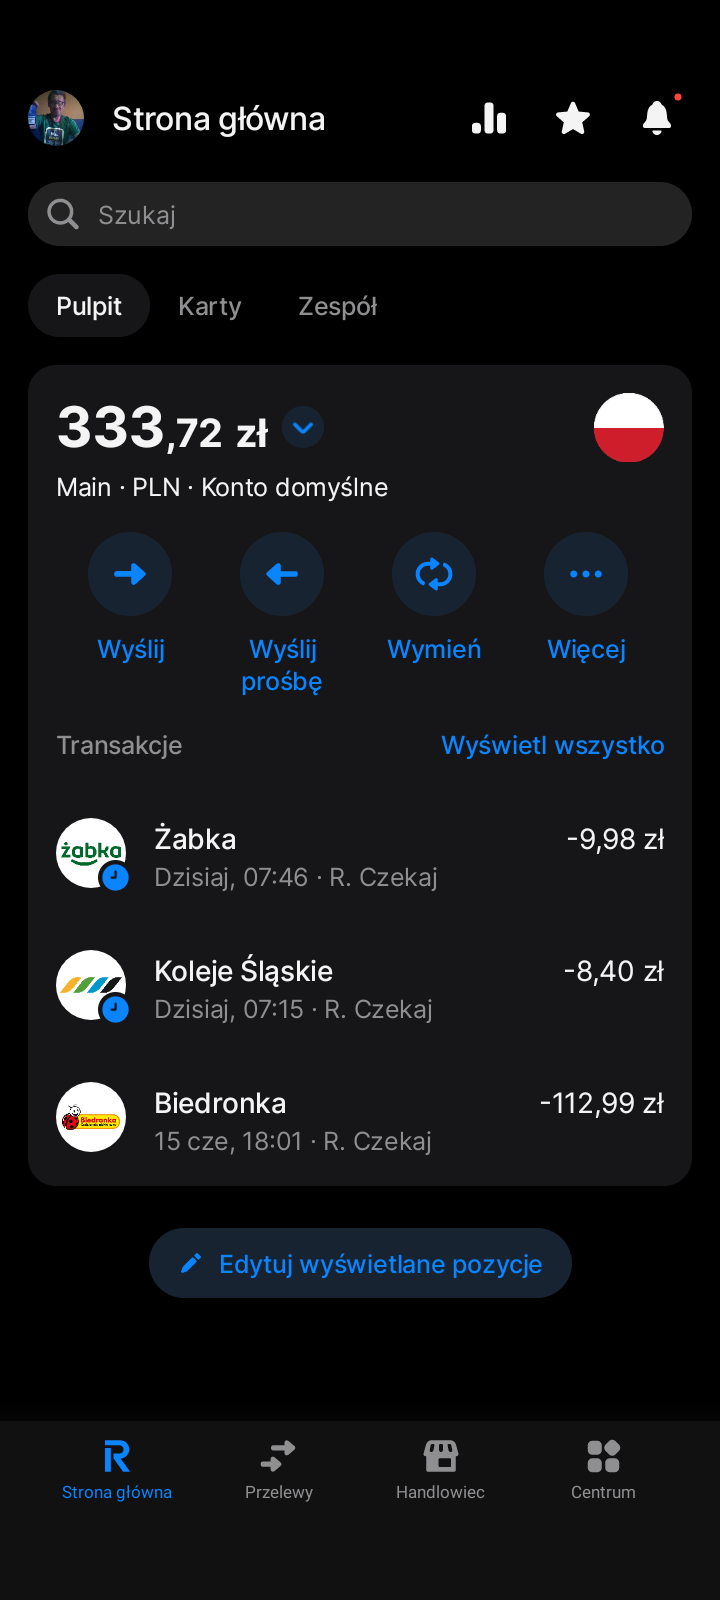 Strona główna
Szukaj
Pulpit Karty Zespół
333,72 zł
Main · PLN · Konto domyślne
Wyślij Wyślij prośbę Wymień Więcej
Transakcje Wyświetl wszystko
żabka
Żabka -9,98 zł
Dzisiaj, 07:46 · R. Czekaj
Koleje Śląskie -8,40 zł
Dzisiaj, 07:15 · R. Czekaj
Biedronka
Biedronka -112,99 zł
15 cze, 18:01 · R. Czekaj
Edytuj wyświetlane pozycje
Strona główna Przelewy Handlowiec Centrum